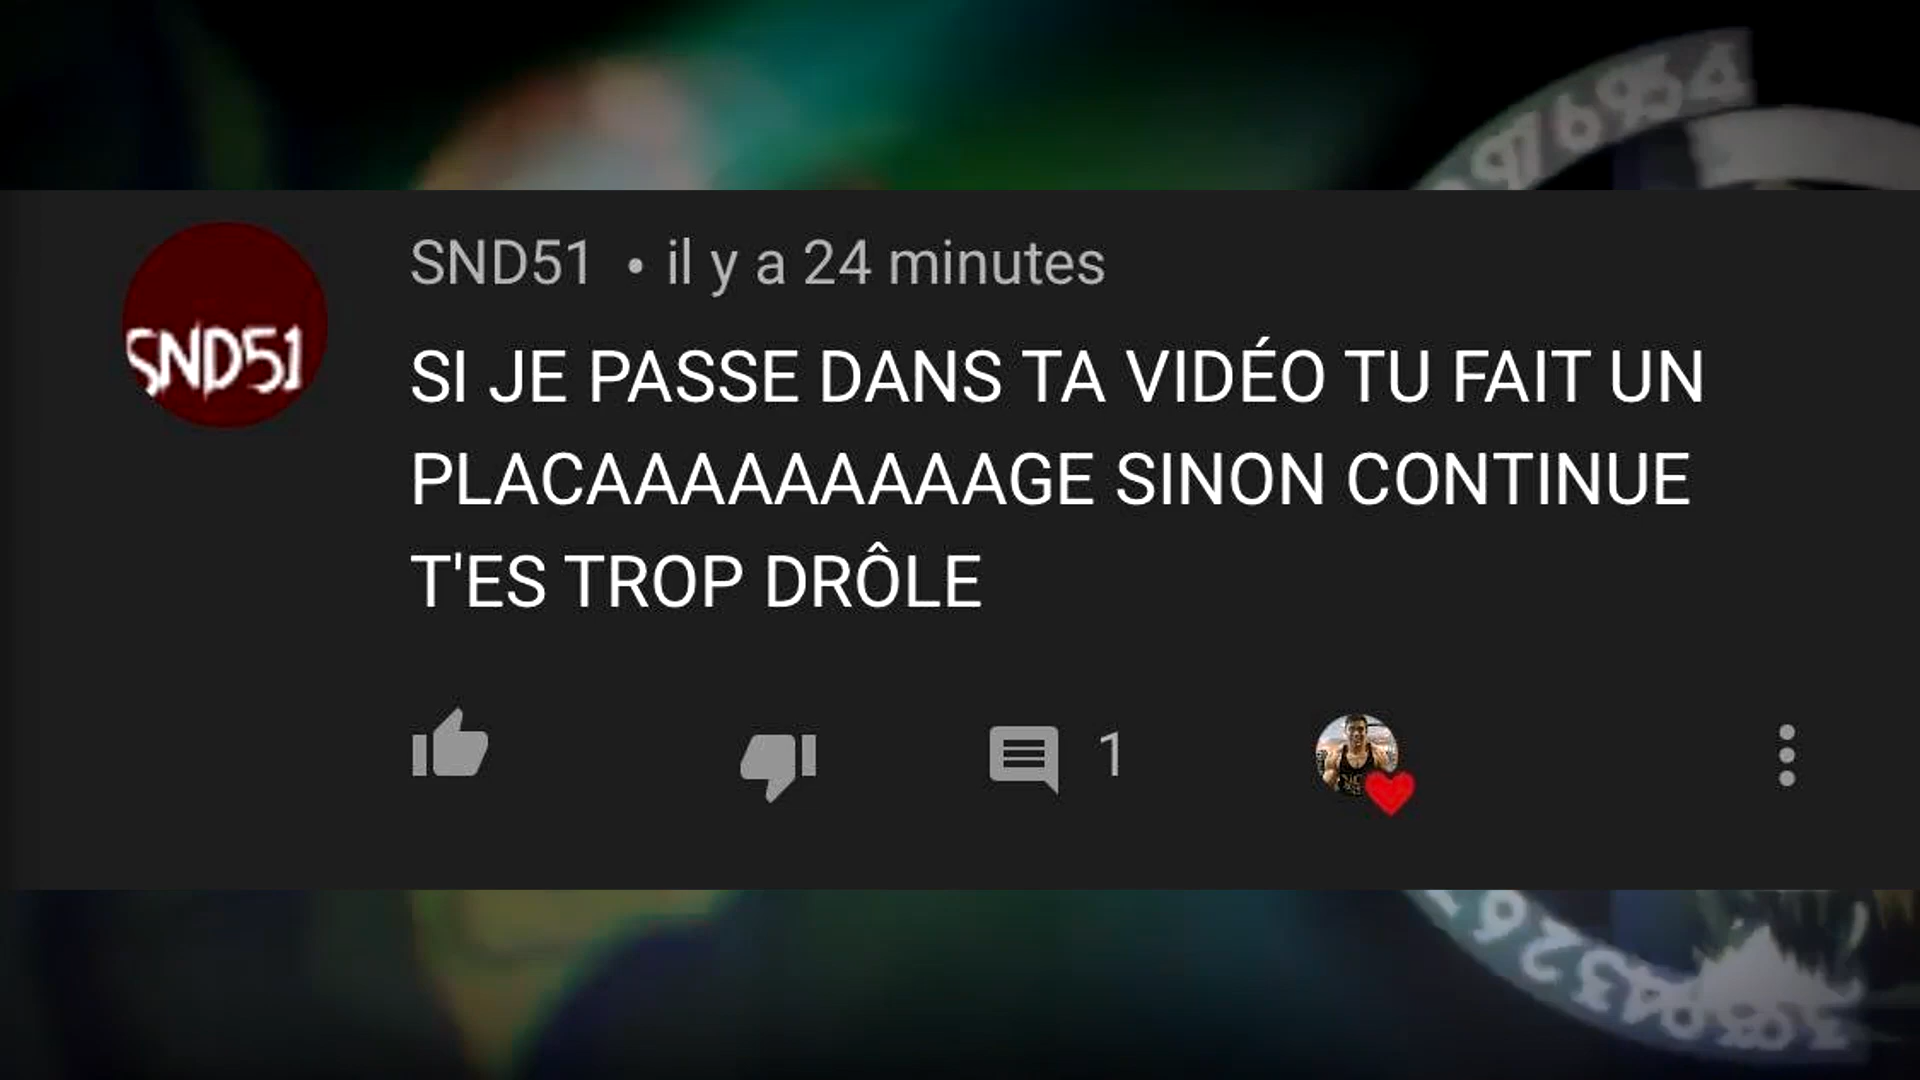 SND51 • il y a 24 minutes
SND51
SI JE PASSE DANS TA VIDÉO TU FAIT UN
PLACAAAAAAAAAGE SINON CONTINUE
T'ES TROP DRÔLE
1